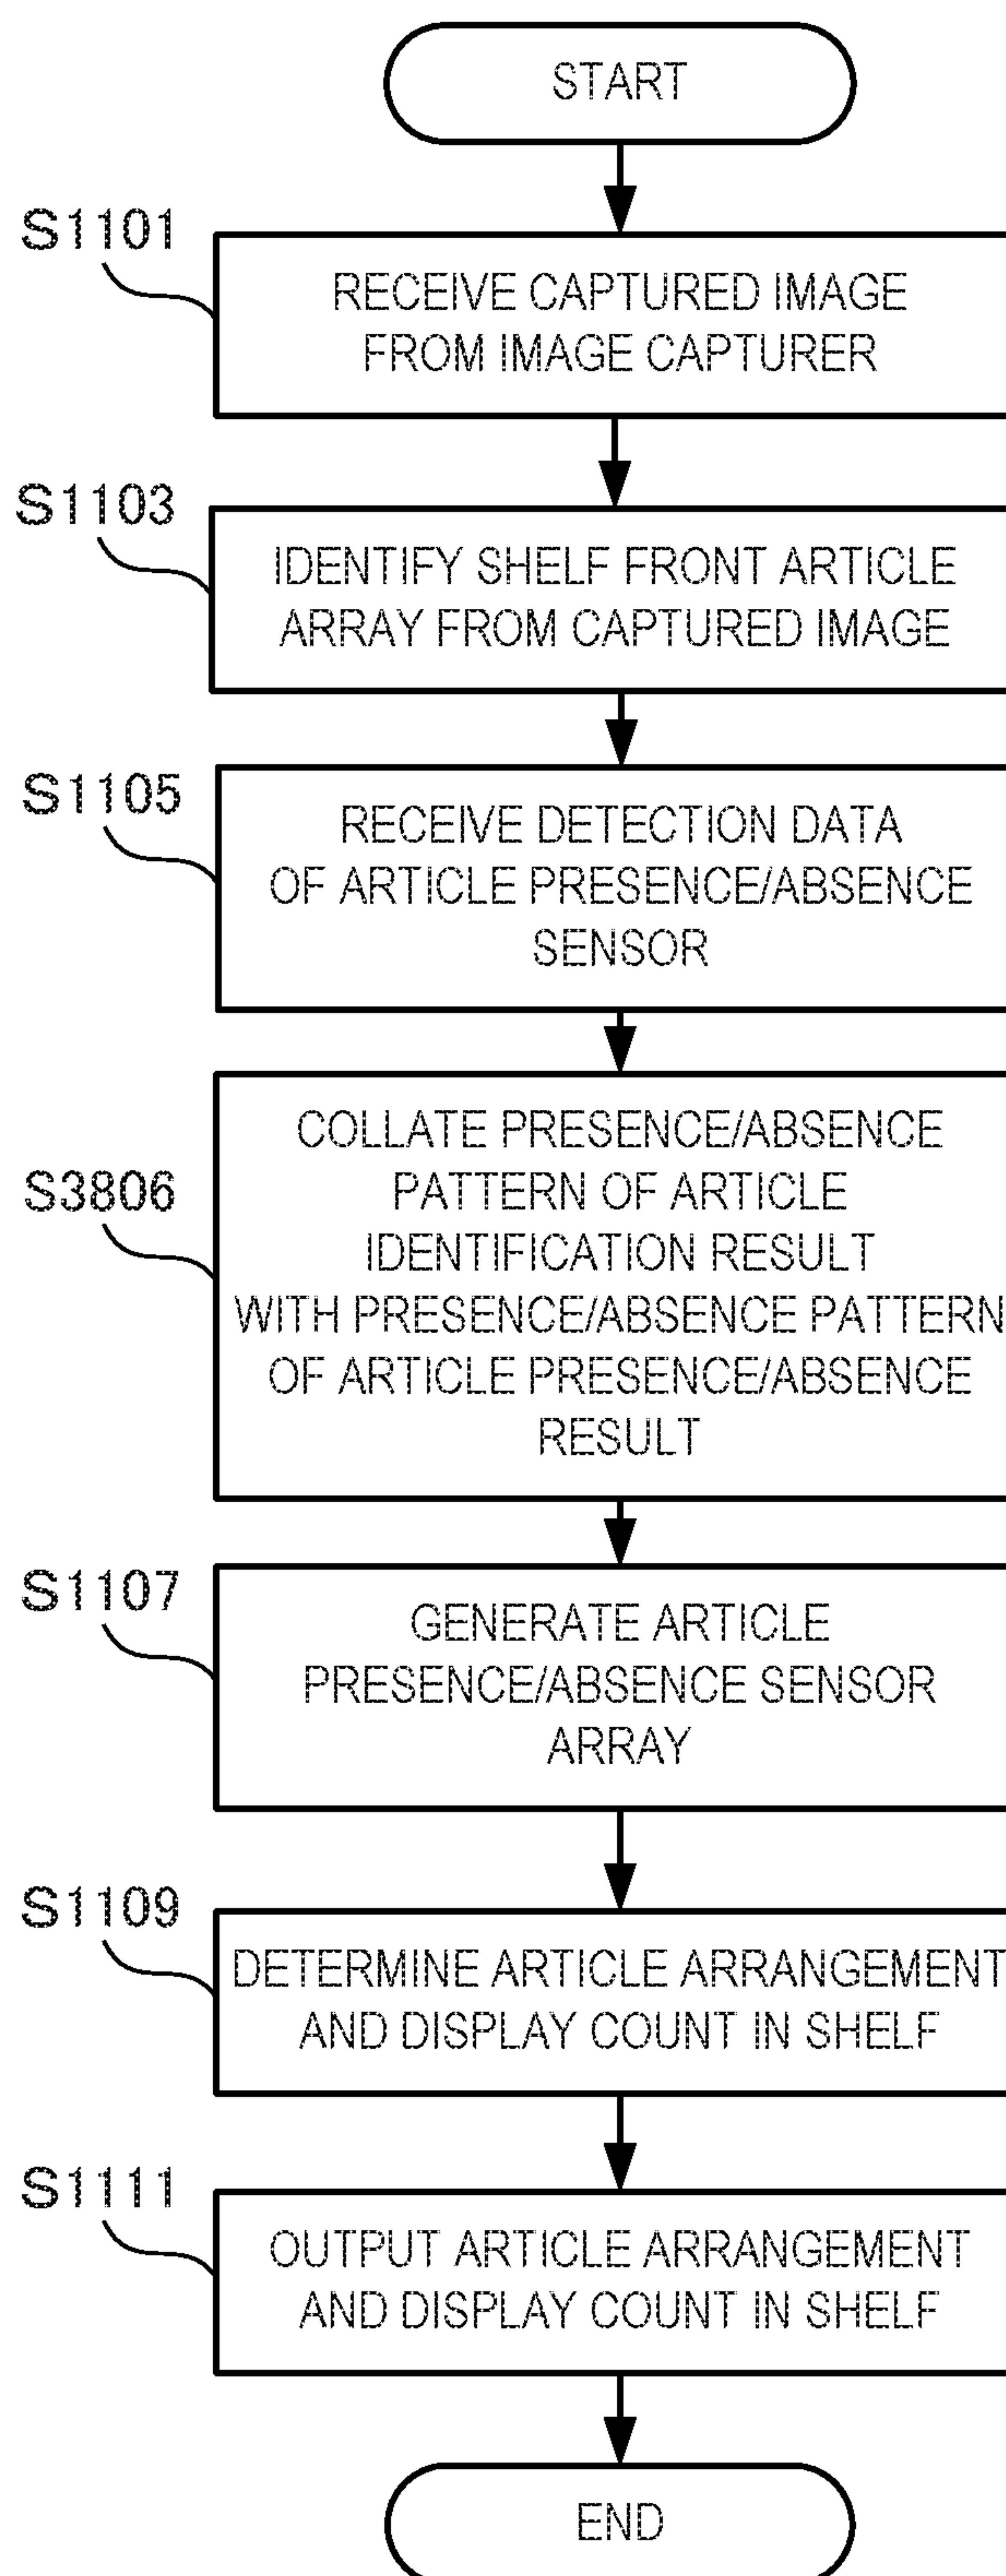 START
S1101
RECEIVE CAPTURED IMAGE
FROM IMAGE CAPTURER
S1103
IDENTIFY SHELF FRONT ARTICLE
ARRAY FROM CAPTURED IMAGE
S1105
RECEIVE DETECTION DATA
OF ARTICLE PRESENCE/ABSENCE
SENSOR
S3806
COLLATE PRESENCE/ABSENCE
PATTERN OF ARTICLE
IDENTIFICATION RESULT
WITH PRESENCE/ABSENCE PATTERN
OF ARTICLE PRESENCE/ABSENCE
RESULT
S1107
GENERATE ARTICLE
PRESENCE/ABSENCE SENSOR
ARRAY
S1109
DETERMINE ARTICLE ARRANGEMENT
AND DISPLAY COUNT IN SHELF
S1111
OUTPUT ARTICLE ARRANGEMENT
AND DISPLAY COUNT IN SHELF
END